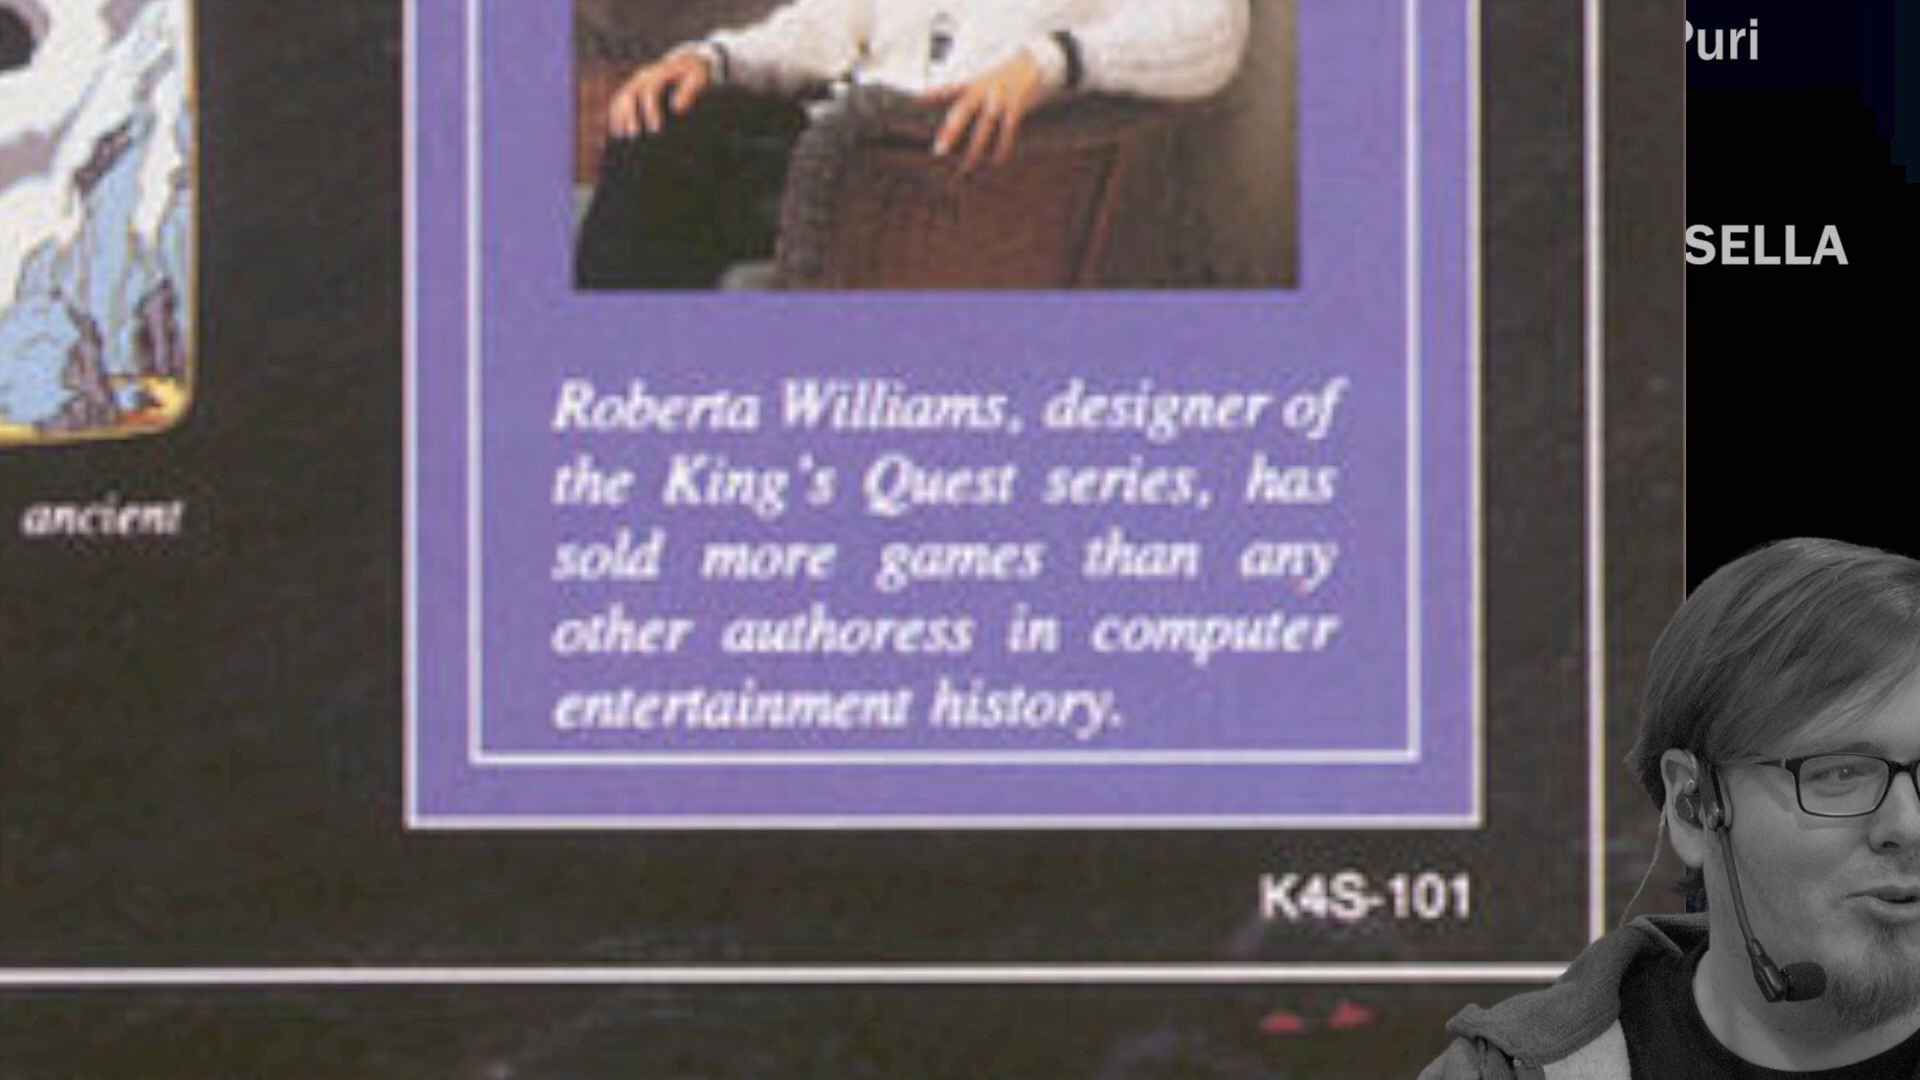 Puri
SELLA
ancient
Roberta Williams, designer of
the King's Quest series, has
sold more games than any
other authoress in computer
entertainment history.
K4S-101